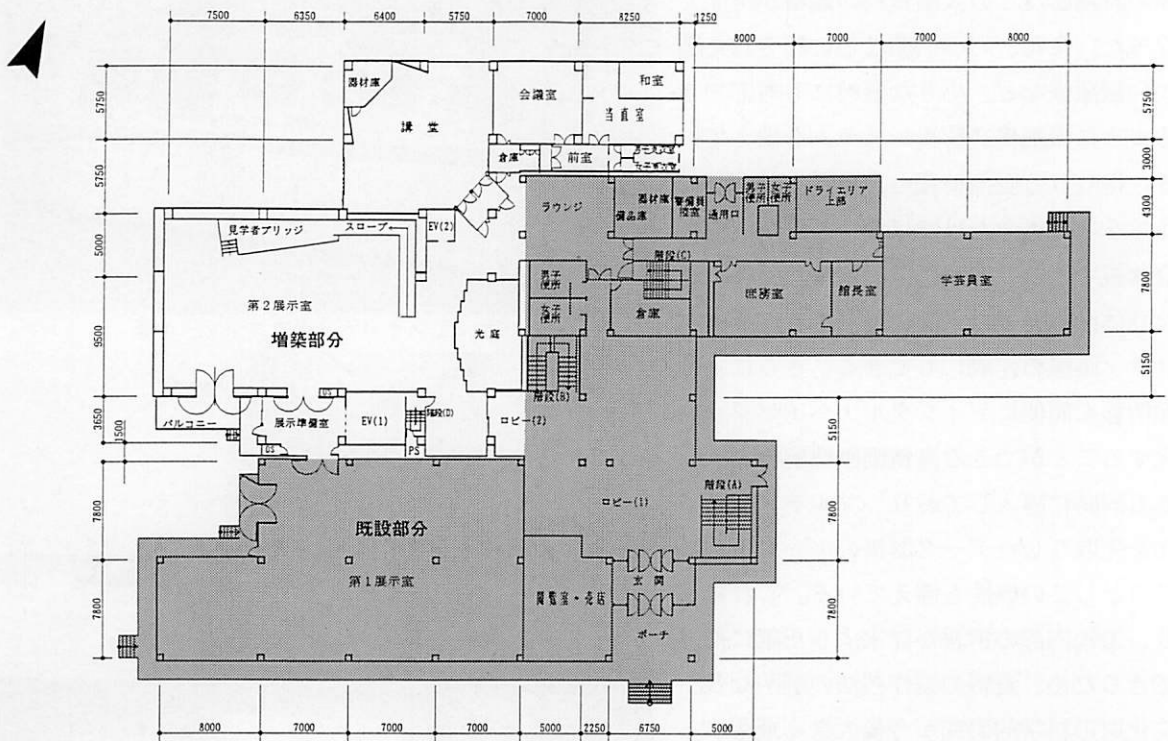 7500 6350 6400 5750 7000 8250 1250
8000 7000 7000 8000
器材庫
会議室
和室
当直室
講堂
倉庫
前室
5750
5750
5000
9600
3650
1500
7800
7800
5750
3000
4300
7800
5150
5150
7800
7800
ラウンジ
器材庫
備品庫
警備員
控室
通用口
男子
便所
女子
便所
ドライエリア
上部
見学者ブリッジ
スロープ
EV(2)
階段(C)
男子
便所
女子
便所
倉庫
館長室
学芸員室
第2展示室
増築部分
光庭
階段(B)
バルコニー
DS
展示準備室
EV(1)
階段(D)
ロビー(2)
DS
PS
ロビー(1)
階段(A)
既設部分
第1展示室
閲覧室・売店
玄関
ポーチ
8000 7000 7000 7000 5000 2250 6750 5000